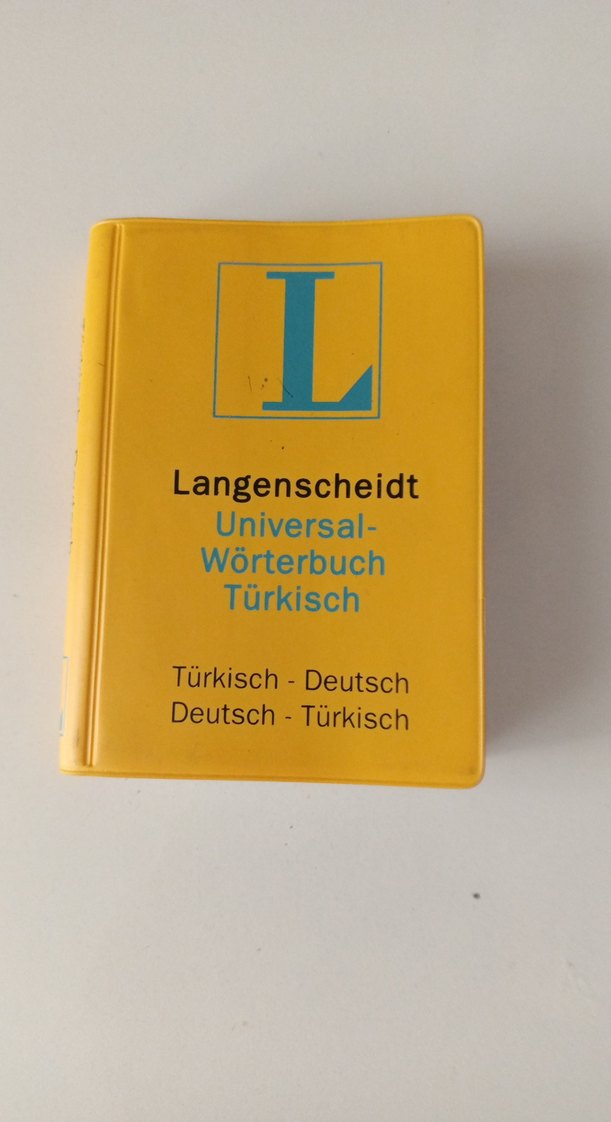 L
Langenscheidt
Universal-
Wörterbuch
Türkisch
Türkisch - Deutsch
Deutsch - Türkisch